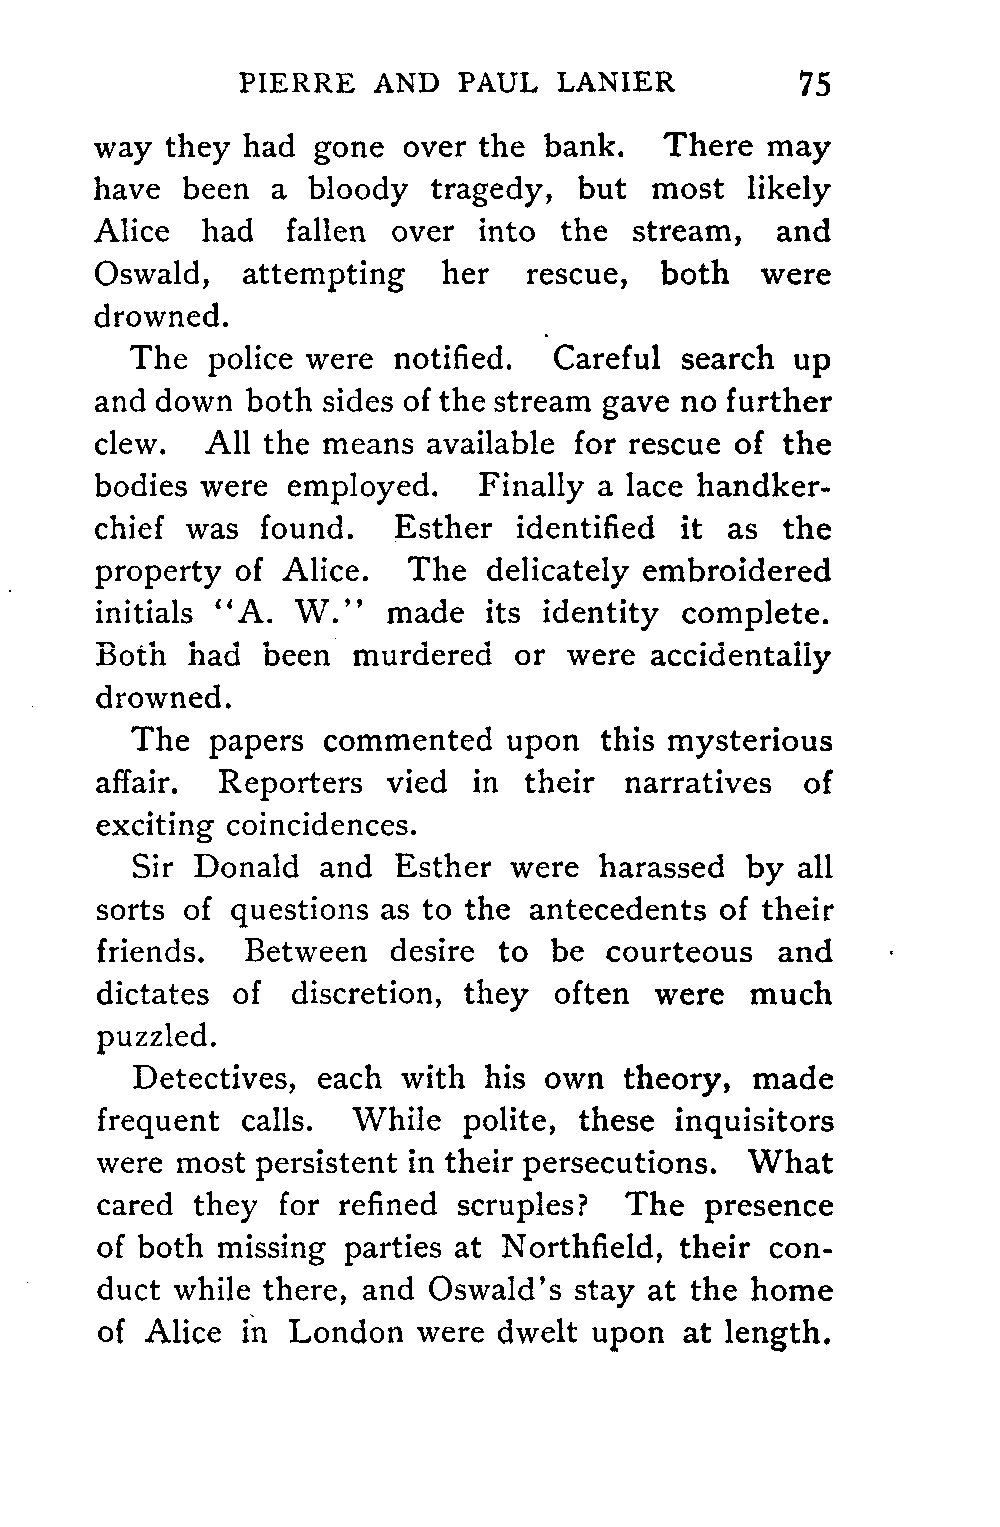 PIERRE AND PAUL LANIER 75
way they had gone over the bank. There may
have been a bloody tragedy, but most likely
Alice had fallen over into the stream, and
Oswald, attempting her rescue, both were
drowned.
The police were notified. Careful search up
and down both sides of the stream gave no further
clew. All the means available for rescue of the
bodies were employed. Finally a lace handker-
chief was found. Esther identified it as the
property of Alice. The delicately embroidered
initials "A. W." made its identity complete.
Both had been murdered or were accidentally
drowned.
The papers commented upon this mysterious
affair. Reporters vied in their narratives of
exciting coincidences.
Sir Donald and Esther were harassed by all
sorts of questions as to the antecedents of their
friends. Between desire to be courteous and
dictates of discretion, they often were much
puzzled.
Detectives, each with his own theory, made
frequent calls. While polite, these inquisitors
were most persistent in their persecutions. What
cared they for refined scruples? The presence
of both missing parties at Northfield, their con-
duct while there, and Oswald's stay at the home
of Alice in London were dwelt upon at length.